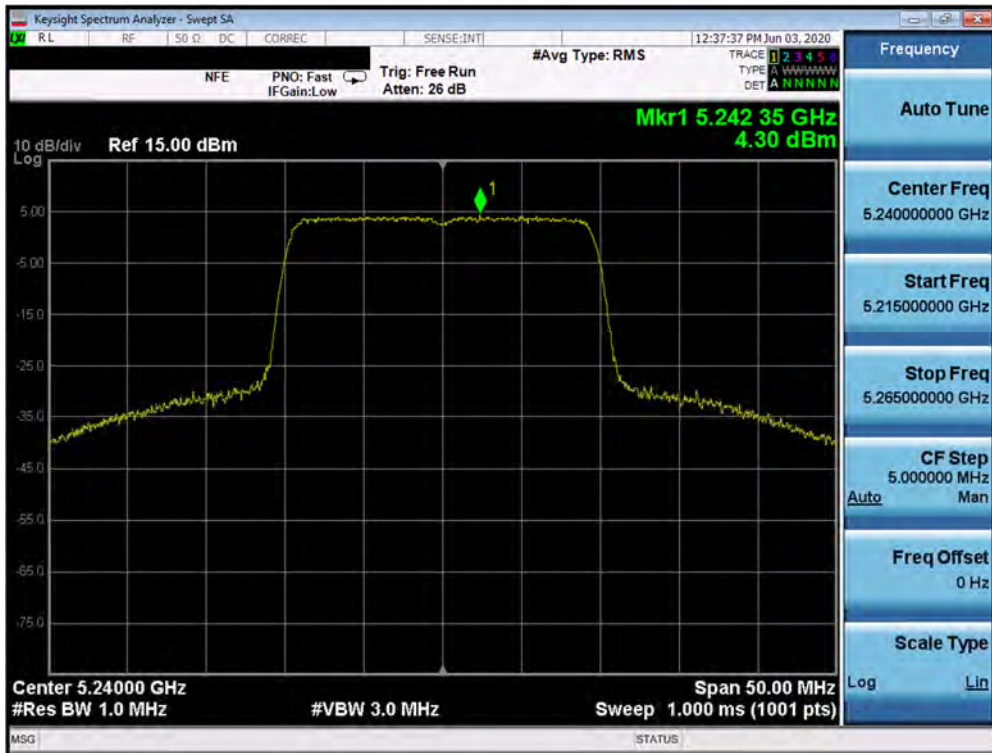 Keysight Spectrum Analyzer - Swept SA
LXI RL RF 50 Ω DC CORREC SENSE:INT 12:37:37 PM Jun 03, 2020
NFE PNO: Fast Trig: Free Run #Avg Type: RMS TRACE 1 2 3 4 5 6
IFGain:Low Atten: 26 dB TYPE A WWWWW
DET A N N N N N
Mkr1 5.242 35 GHz
4.30 dBm
10 dB/div Ref 15.00 dBm
Log
1
5.00
-5.00
-15.0
-25.0
-35.0
-45.0
-55.0
-65.0
-75.0
Center 5.24000 GHz Span 50.00 MHz
#Res BW 1.0 MHz #VBW 3.0 MHz Sweep 1.000 ms (1001 pts)
MSG STATUS
Frequency
Auto Tune
Center Freq
5.240000000 GHz
Start Freq
5.215000000 GHz
Stop Freq
5.265000000 GHz
CF Step
5.000000 MHz
Auto Man
Freq Offset
0 Hz
Scale Type
Log Lin